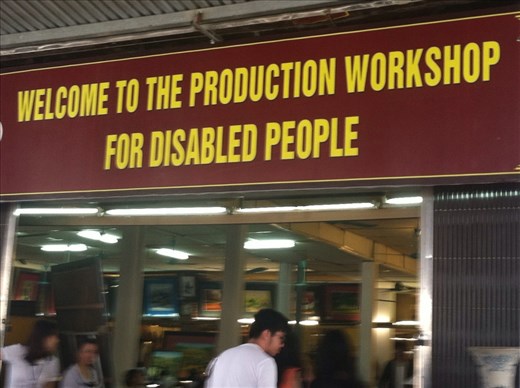 WELCOME TO THE PRODUCTION WORKSHOP
FOR DISABLED PEOPLE